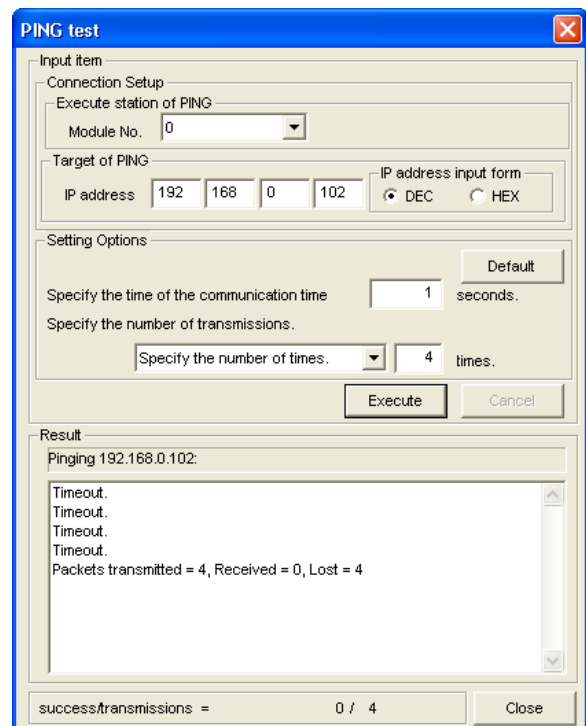 PING test
Input item
Connection Setup
Execute station of PING
Module No. 0
Target of PING
IP address input form
IP address 192 168 0 102 DEC HEX
Setting Options
Default
Specify the time of the communication time 1 seconds.
Specify the number of transmissions.
Specify the number of times. 4 times.
Execute Cancel
Result
Pinging 192.168.0.102:
Timeout.
Timeout.
Timeout.
Timeout.
Packets transmitted = 4, Received = 0, Lost = 4
success/transmissions = 0 / 4 Close